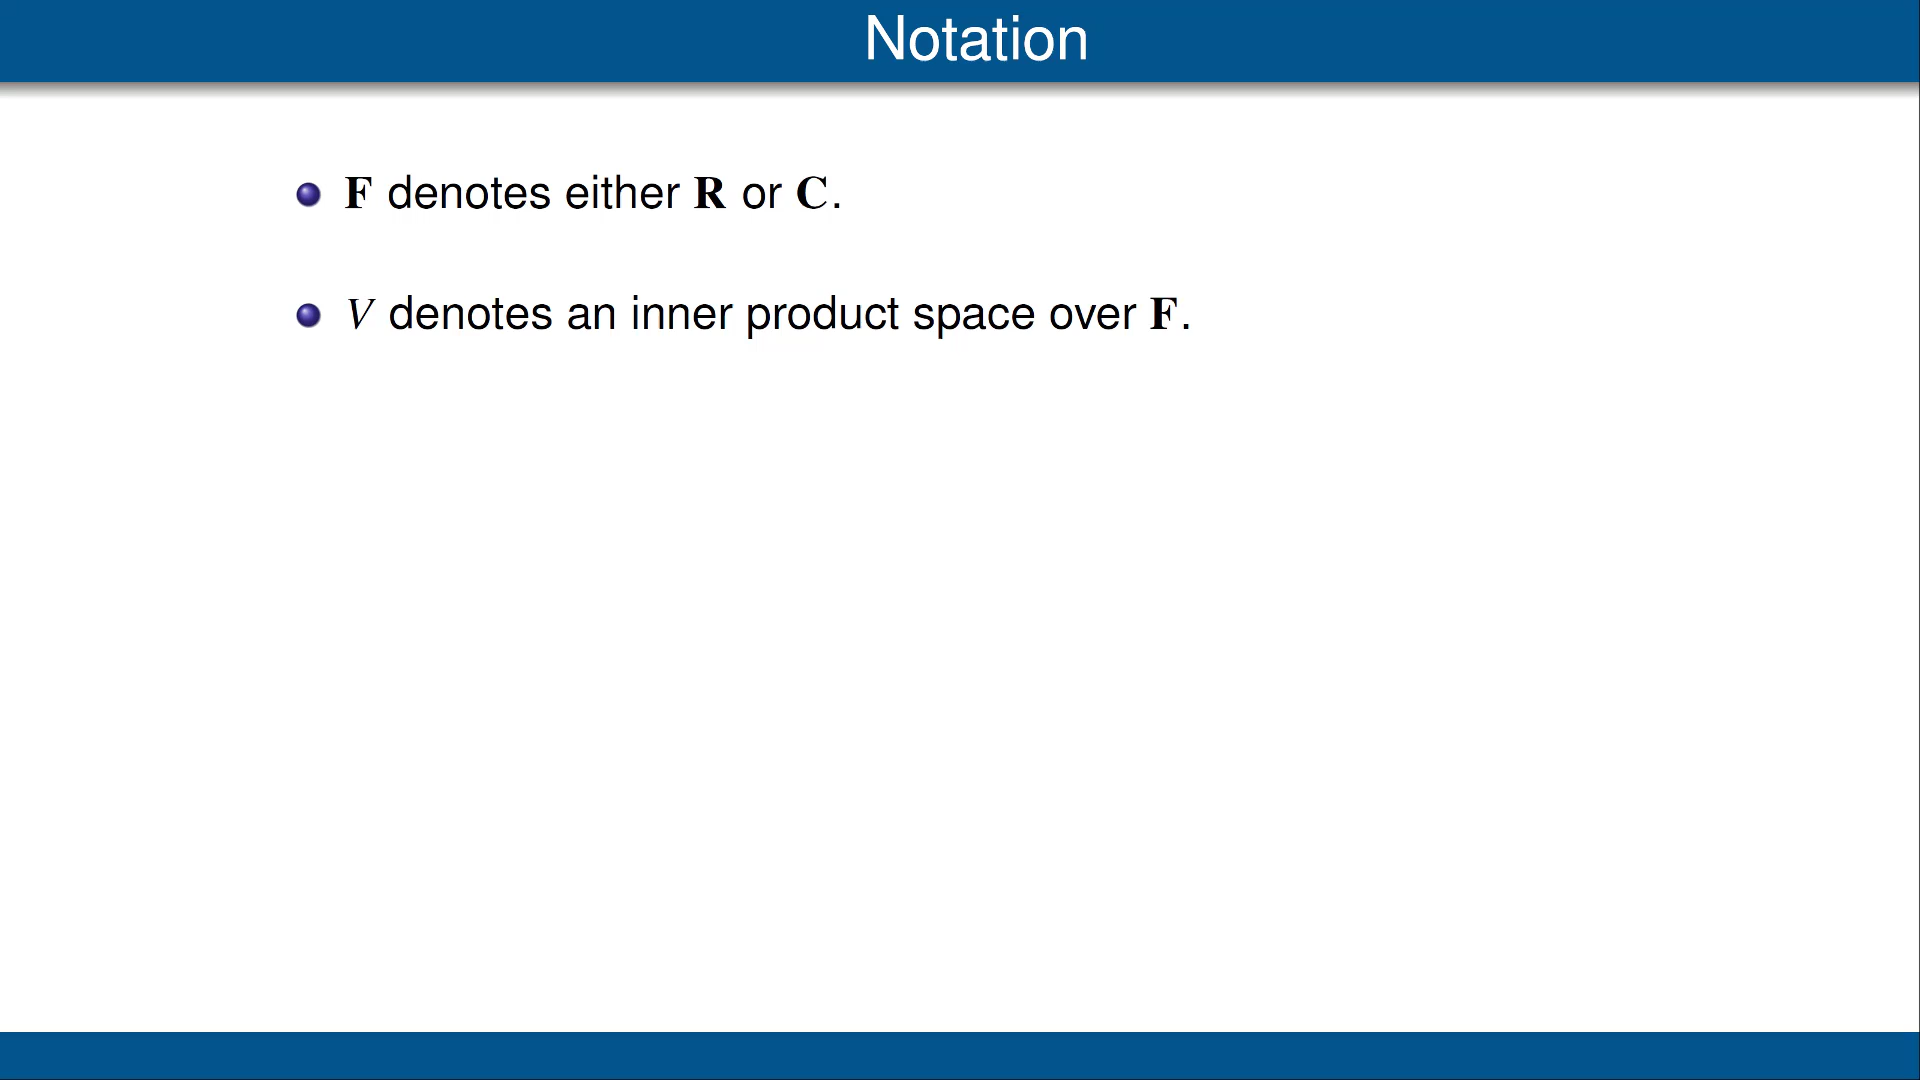 Notation
F denotes either R or C.
V denotes an inner product space over F.